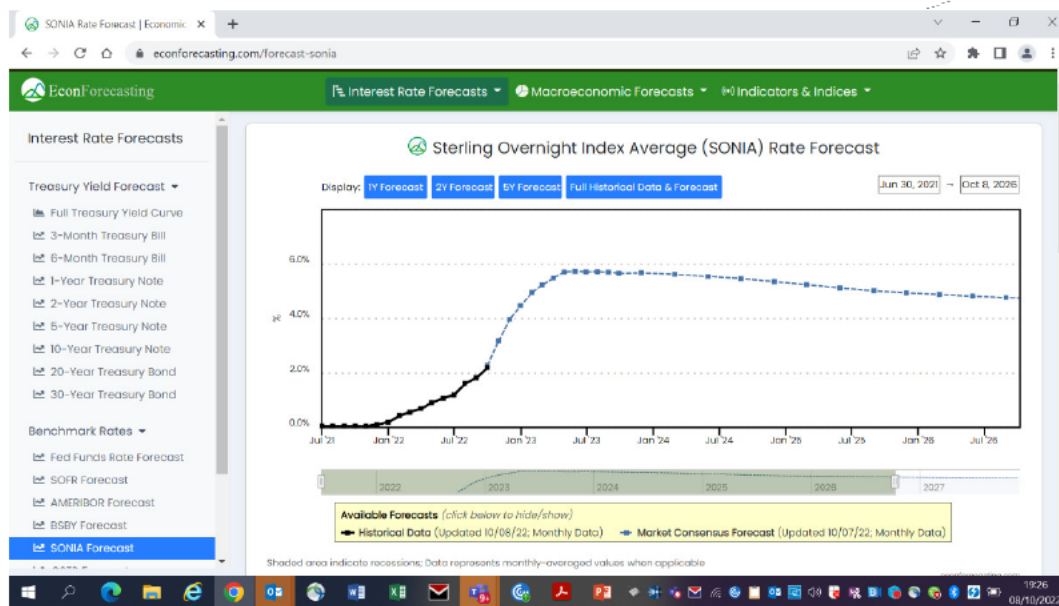 SONIA Rate Forecast | Economic
econforecasting.com/forecast-sonia
EconForecasting
Interest Rate Forecasts
Macroeconomic Forecasts
Indicators & Indices
Interest Rate Forecasts
Treasury Yield Forecast
Full Treasury Yield Curve
3-Month Treasury Bill
6-Month Treasury Bill
1-Year Treasury Note
2-Year Treasury Note
5-Year Treasury Note
10-Year Treasury Note
20-Year Treasury Bond
30-Year Treasury Bond
Benchmark Rates
Fed Funds Rate Forecast
SOFR Forecast
AMERIBOR Forecast
BSBY Forecast
SONIA Forecast
Sterling Overnight Index Average (SONIA) Rate Forecast
Display: 1Y Forecast 2Y Forecast 5Y Forecast Full Historical Data & Forecast
Jun 30, 2021 → Oct 8, 2026
6.0%
4.0%
2.0%
0.0%
%
Jul '21 Jan '22 Jul '22 Jan '23 Jul '23 Jan '24 Jul '24 Jan '25 Jul '25 Jan '26 Jul '26
2022 2023 2024 2025 2026 2027
Available Forecasts (click below to hide/show)
Historical Data (Updated 10/08/22; Monthly Data) Market Consensus Forecast (Updated 10/07/22; Monthly Data)
Shaded area indicate recessions; Data represents monthly-averaged values when applicable
19:26
08/10/2022